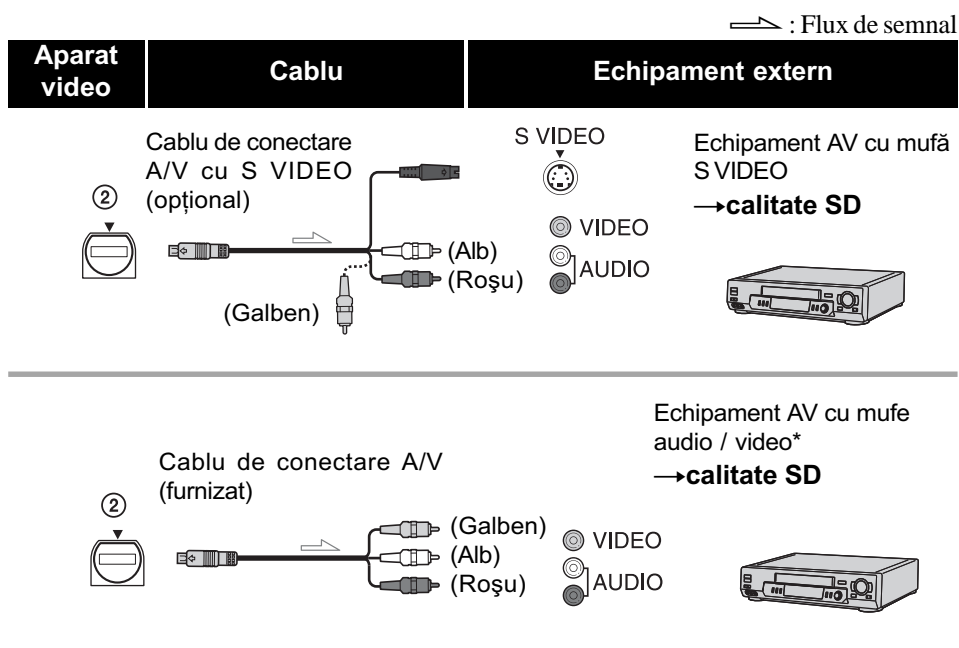 : Flux de semnal
Aparat
video
Cablu
Echipament extern
Cablu de conectare
A/V cu S VIDEO
(opţional)
②
(Alb)
(Roşu)
(Galben)
S VIDEO
VIDEO
AUDIO
Echipament AV cu mufă
S VIDEO
→calitate SD
Cablu de conectare A/V
(furnizat)
②
(Galben)
(Alb)
(Roşu)
VIDEO
AUDIO
Echipament AV cu mufe
audio / video*
→calitate SD